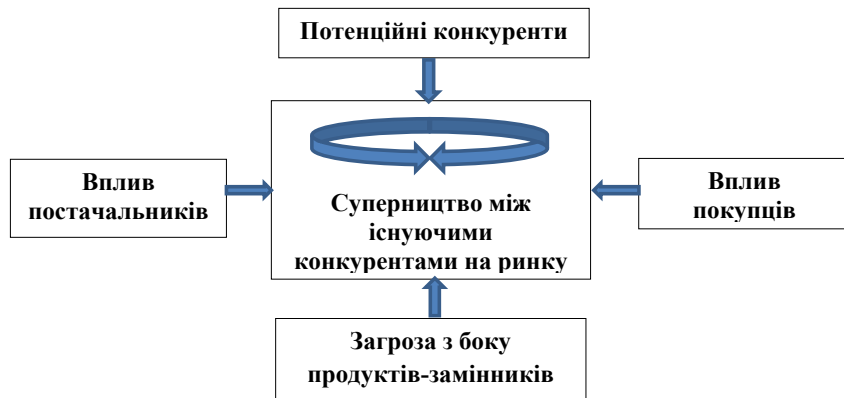 Потенційні конкуренти
Вплив
постачальників
Суперництво між
існуючими
конкурентами на ринку
Вплив
покупців
Загроза з боку
продуктів-замінників